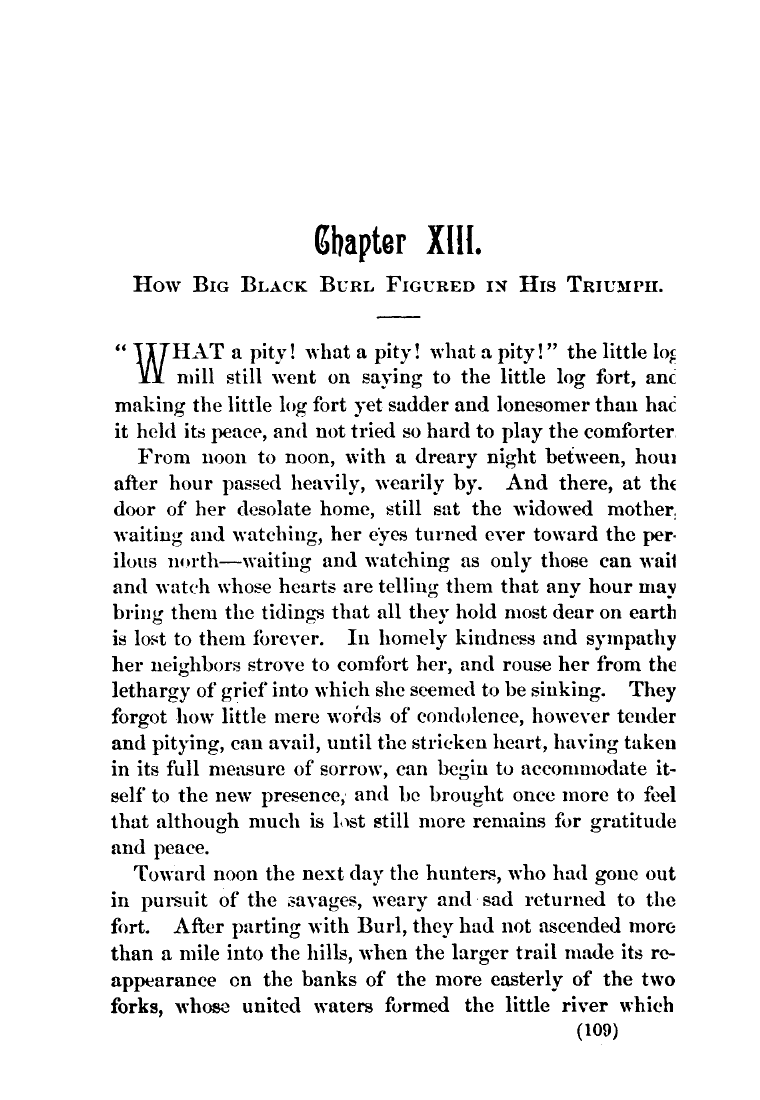 Chapter XIII.
How Big Black Burl Figured in His Triumph.
"WHAT a pity! what a pity! what a pity!" the little log
mill still went on saying to the little log fort, and
making the little log fort yet sadder and lonesomer than had
it held its peace, and not tried so hard to play the comforter
From noon to noon, with a dreary night between, hour
after hour passed heavily, wearily by. And there, at the
door of her desolate home, still sat the widowed mother,
waiting and watching, her eyes turned ever toward the per-
ilous north—waiting and watching as only those can wait
and watch whose hearts are telling them that any hour may
bring them the tidings that all they hold most dear on earth
is lost to them forever. In homely kindness and sympathy
her neighbors strove to comfort her, and rouse her from the
lethargy of grief into which she seemed to be sinking. They
forgot how little mere words of condolence, however tender
and pitying, can avail, until the stricken heart, having taken
in its full measure of sorrow, can begin to accommodate it-
self to the new presence, and be brought once more to feel
that although much is lost still more remains for gratitude
and peace.
Toward noon the next day the hunters, who had gone out
in pursuit of the savages, weary and sad returned to the
fort. After parting with Burl, they had not ascended more
than a mile into the hills, when the larger trail made its re-
appearance on the banks of the more easterly of the two
forks, whose united waters formed the little river which
(109)